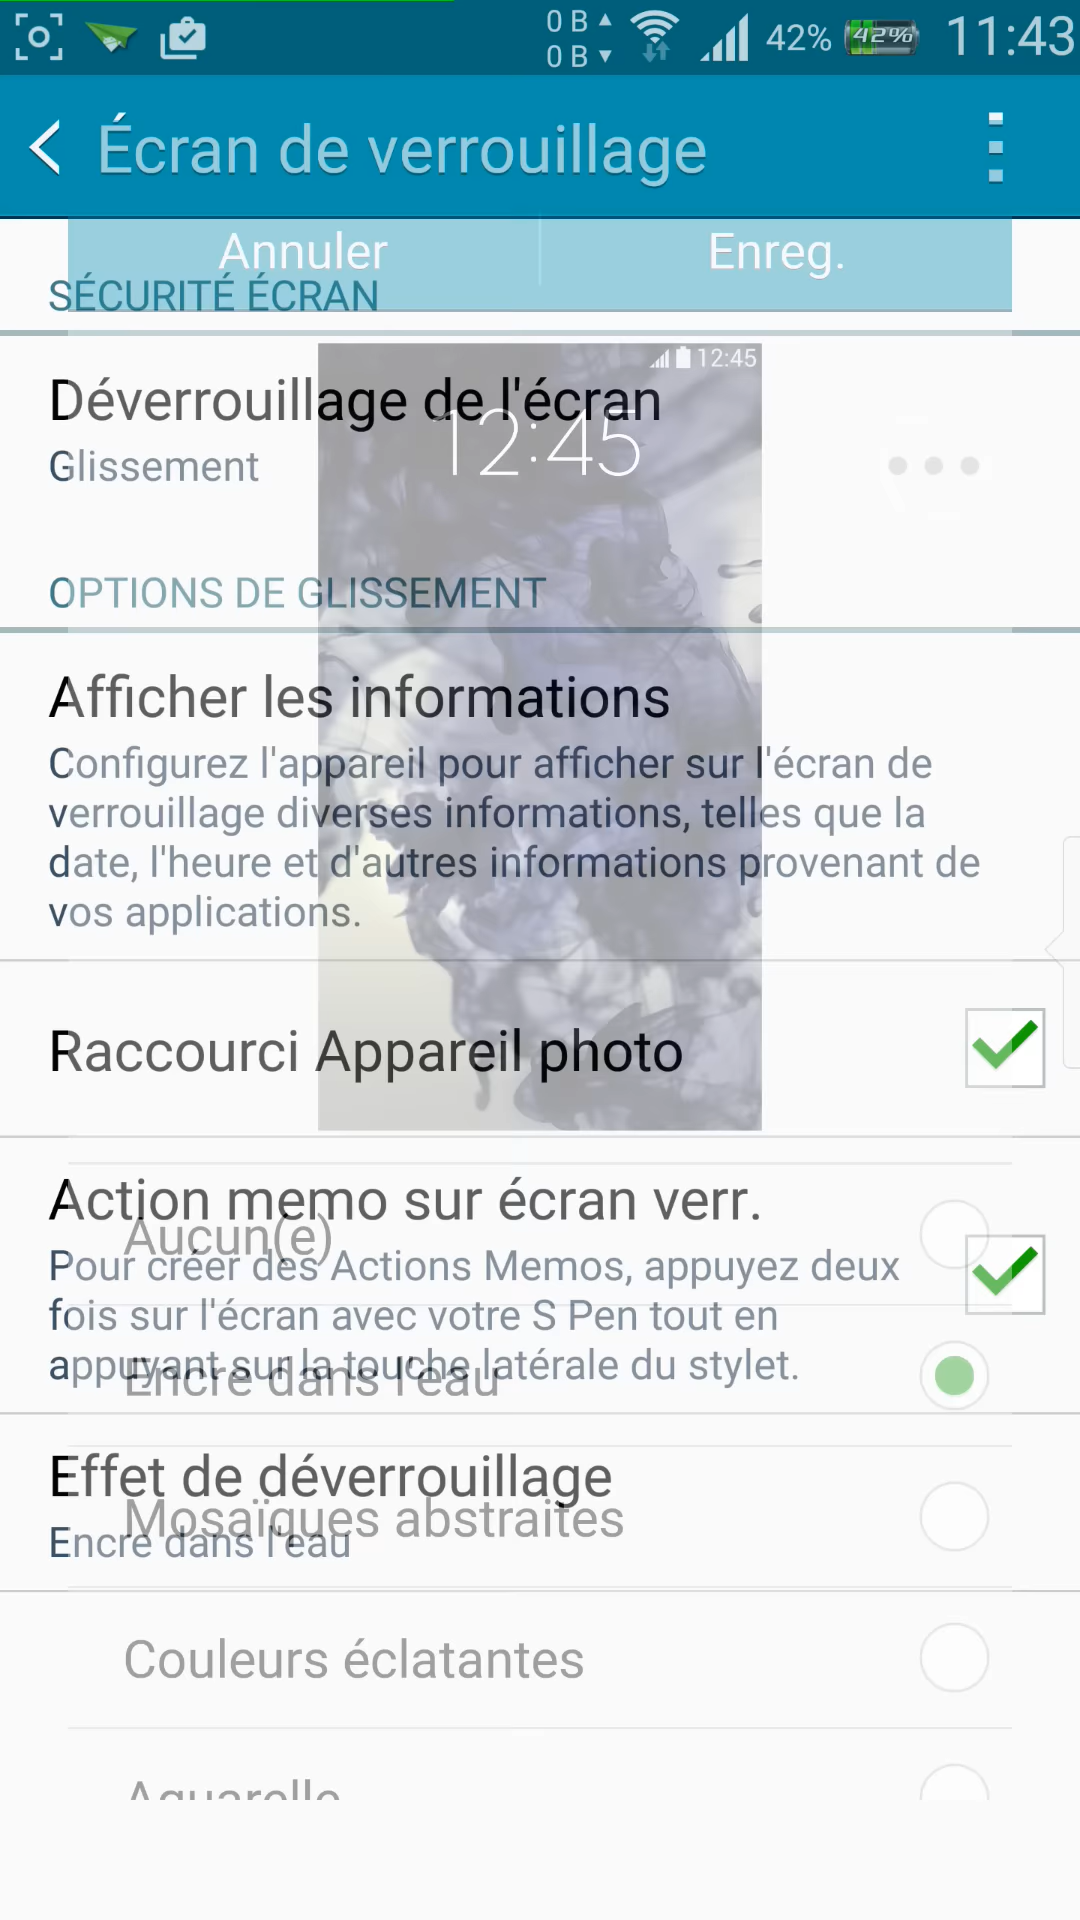 0 B ▲
0 B ▼
42%
42%
11:43
Écran de verrouillage
Annuler
Enreg.
SÉCURITÉ ÉCRAN
12:45
Déverrouillage de l'écran
12:45
Glissement
OPTIONS DE GLISSEMENT
Afficher les informations
Configurez l'appareil pour afficher sur l'écran de
verrouillage diverses informations, telles que la
date, l'heure et d'autres informations provenant de
vos applications.
Raccourci Appareil photo
Action memo sur écran verr.
Aucun(e)
Pour créer des Actions Memos, appuyez deux
fois sur l'écran avec votre S Pen tout en
appuyant sur la touche latérale du stylet.
Encre dans l'eau
Effet de déverrouillage
Mosaïques abstraites
Encre dans l'eau
Couleurs éclatantes
Aquarelle